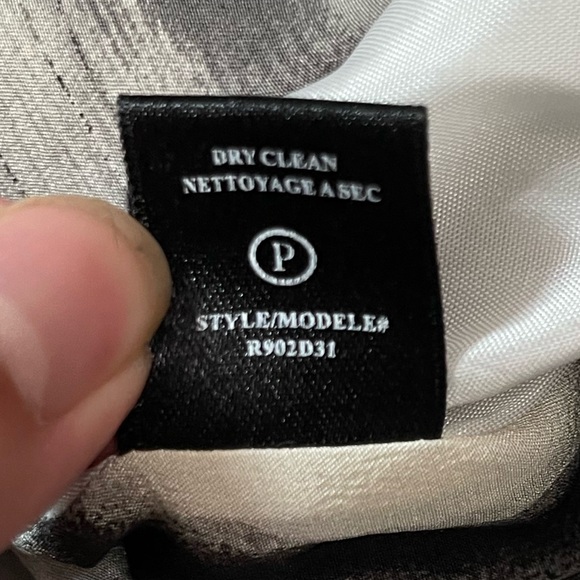 DRY CLEAN
NETTOYAGE A SEC
P
STYLE/MODELE#
R902D31